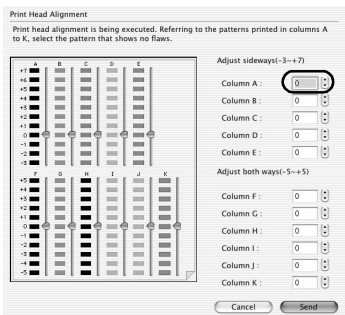 Print Head Alignment
Print head alignment is being executed. Referring to the patterns printed in columns A
to K, select the pattern that shows no flaws.
A B C D E
+7
+6
+5
+4
+3
+2
+1
0
-1
-2
-3
F G H I J K
+5
+4
+3
+2
+1
0
-1
-2
-3
-4
-5
Adjust sideways(-3~+7)
Column A : 0
Column B : 0
Column C : 0
Column D : 0
Column E : 0
Adjust both ways(-5~+5)
Column F : 0
Column G : 0
Column H : 0
Column I : 0
Column J : 0
Column K : 0
Cancel Send